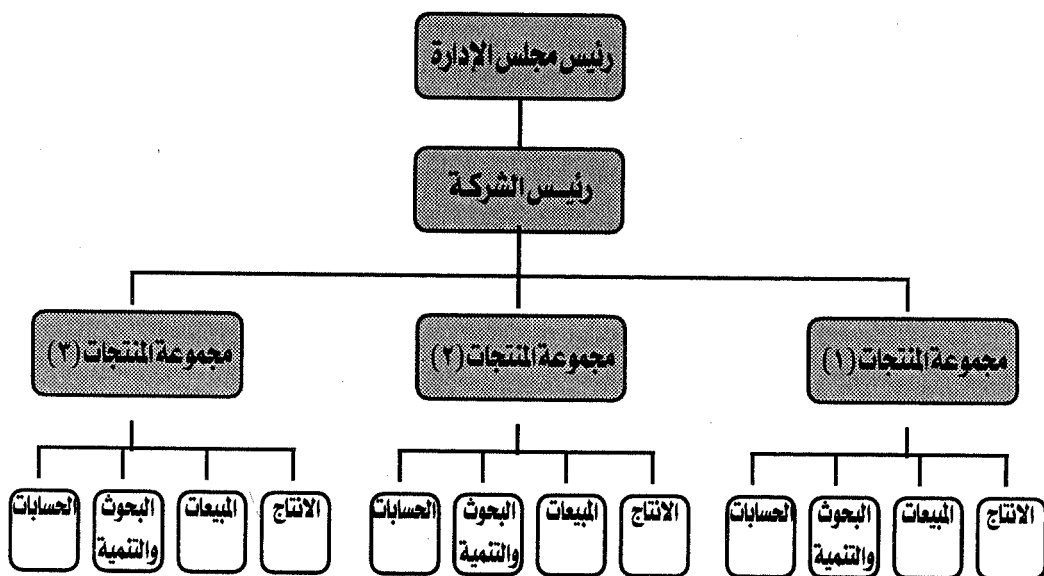 رئيس مجلس الإدارة
رئيس الشركة
مجموعة المنتجات (١)
مجموعة المنتجات (٢)
مجموعة المنتجات (٣)
الانتاج
المبيعات
البحوث
والتنمية
الحسابات
الانتاج
المبيعات
البحوث
والتنمية
الحسابات
الانتاج
المبيعات
البحوث
والتنمية
الحسابات